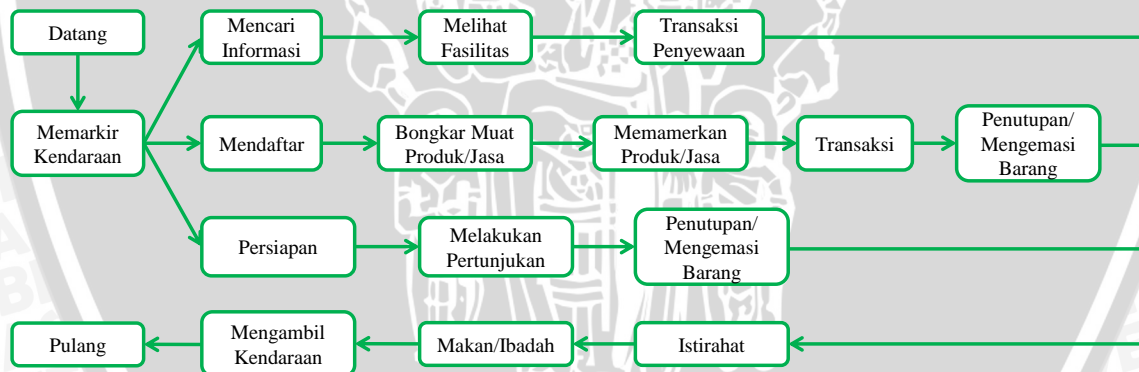 Datang
Mencari
Informasi
Melihat
Fasilitas
Transaksi
Penyewaan
Memarkir
Kendaraan
Mendaftar
Bongkar Muat
Produk/Jasa
Memamerkan
Produk/Jasa
Transaksi
Penutupan/
Mengemasi
Barang
Persiapan
Melakukan
Pertunjukan
Penutupan/
Mengemasi
Barang
Pulang
Mengambil
Kendaraan
Makan/Ibadah
Istirahat